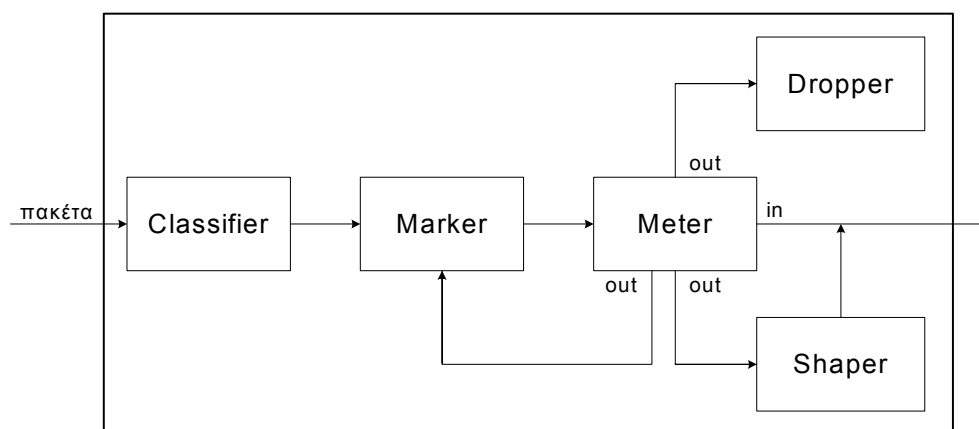 Dropper
out
πακέτα
Classifier
Marker
Meter
in
out
out
Shaper